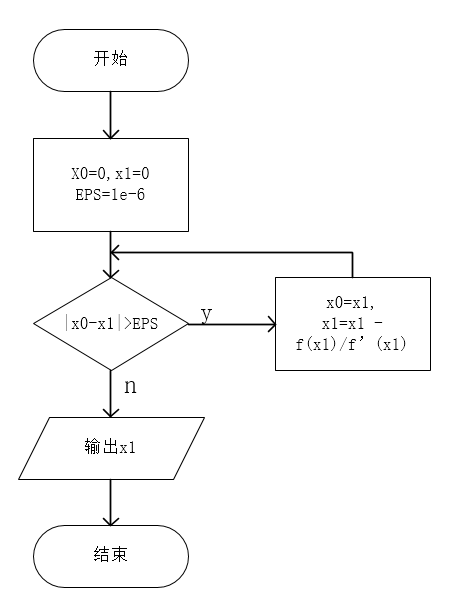 开始
X0=0,x1=0
EPS=1e-6
|x0-x1|>EPS
y
x0=x1,
x1=x1 -
f(x1)/f’(x1)
n
输出x1
结束